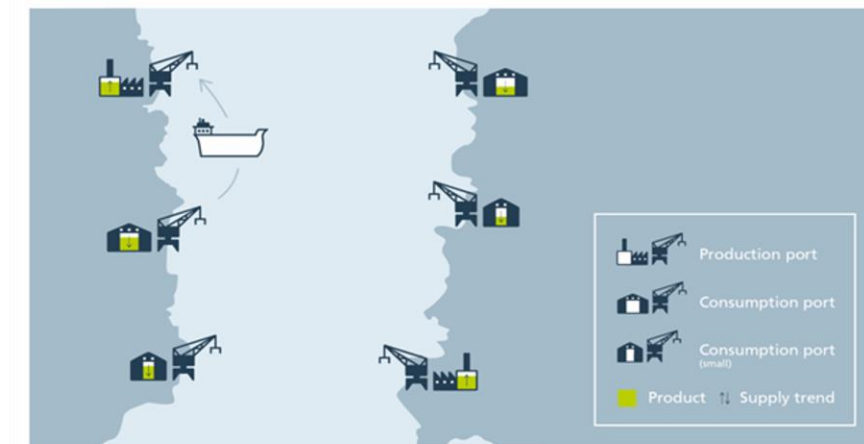 Production port
Consumption port
Consumption port
(small)
Product ↑↓ Supply trend